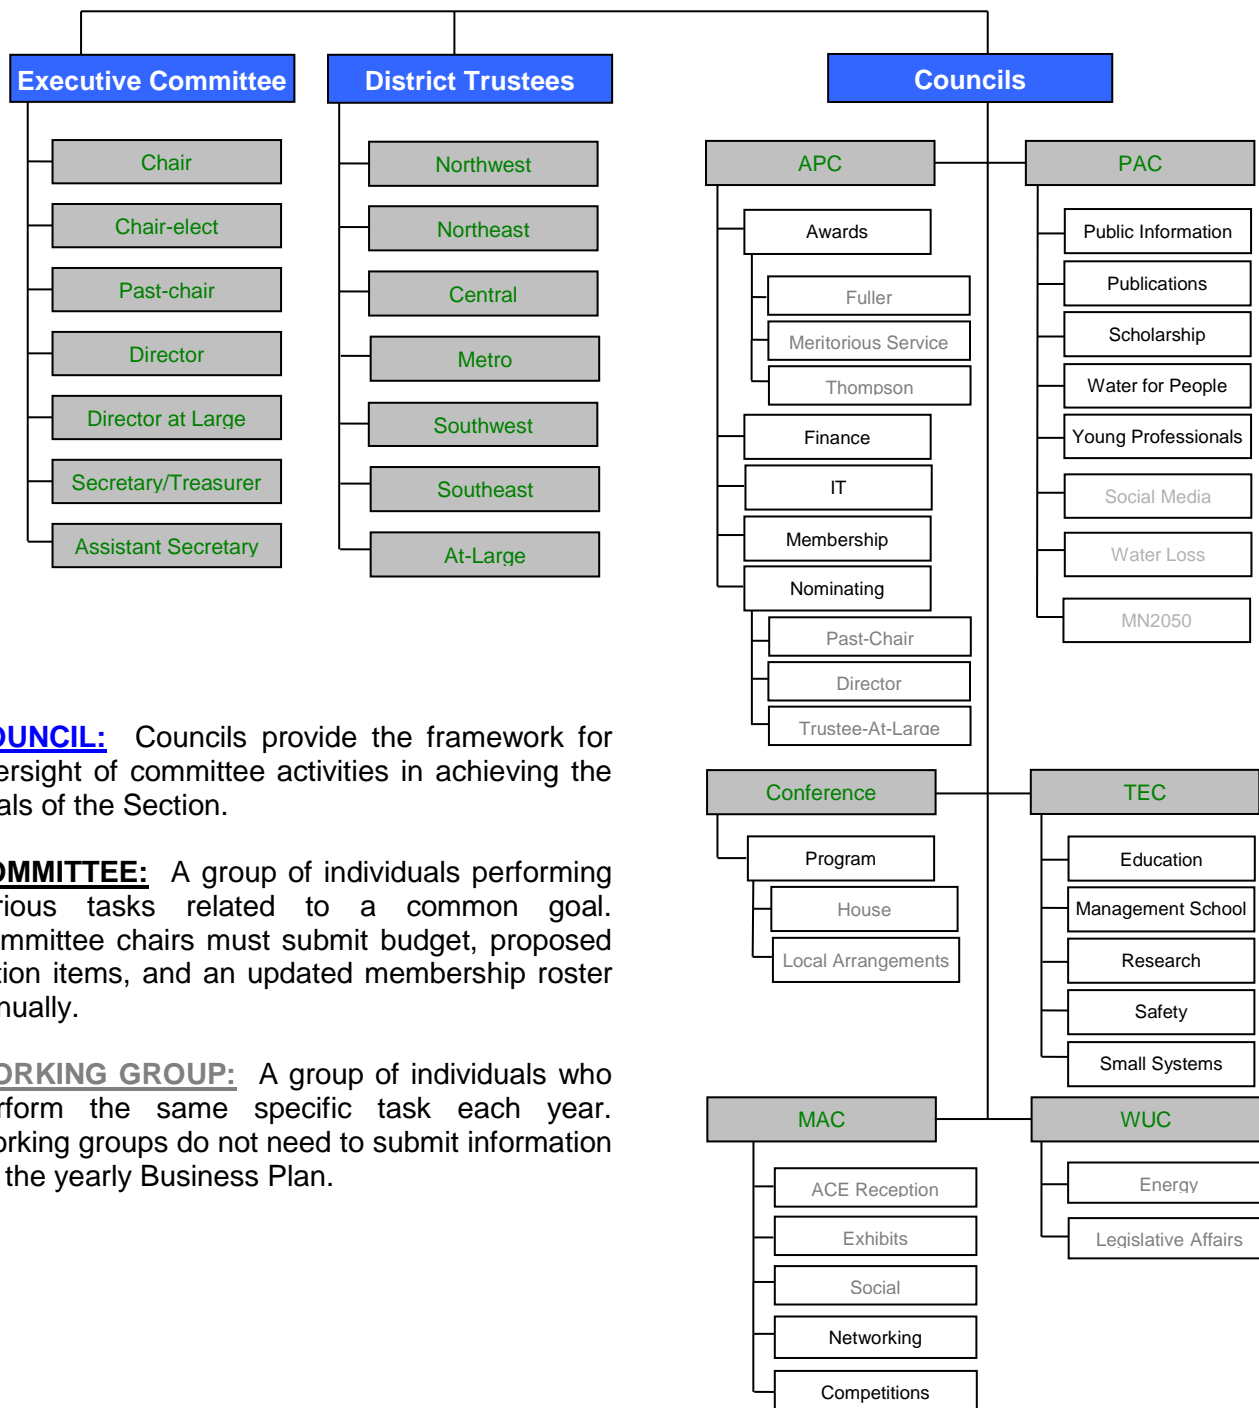 Executive Committee
District Trustees
Councils
Chair
Chair-elect
Past-chair
Director
Director at Large
Secretary/Treasurer
Assistant Secretary
Northwest
Northeast
Central
Metro
Southwest
Southeast
At-Large
APC
Awards
Fuller
Meritorious Service
Thompson
Finance
IT
Membership
Nominating
Past-Chair
Director
Trustee-At-Large
PAC
Public Information
Publications
Scholarship
Water for People
Young Professionals
Social Media
Water Loss
MN2050
Conference
Program
House
Local Arrangements
TEC
Education
Management School
Research
Safety
Small Systems
MAC
ACE Reception
Exhibits
Social
Networking
Competitions
WUC
Energy
Legislative Affairs
OUNCIL: Councils provide the framework for
ersight of committee activities in achieving the
als of the Section.
OMMITTEE: A group of individuals performing
rious tasks related to a common goal.
mmittee chairs must submit budget, proposed
tion items, and an updated membership roster
nually.
ORKING GROUP: A group of individuals who
rform the same specific task each year.
orking groups do not need to submit information
the yearly Business Plan.